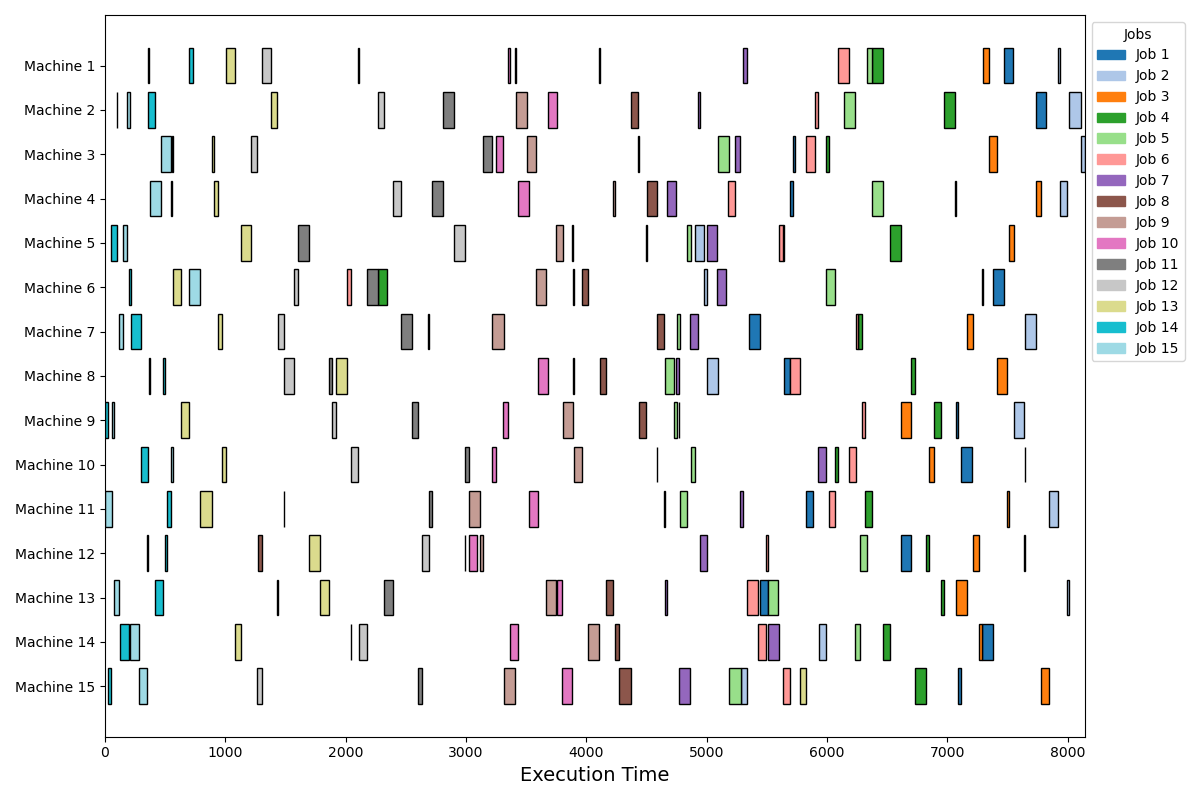 Machine 1
Machine 2
Machine 3
Machine 4
Machine 5
Machine 6
Machine 7
Machine 8
Machine 9
Machine 10
Machine 11
Machine 12
Machine 13
Machine 14
Machine 15
0 1000 2000 3000 4000 5000 6000 7000 8000
Execution Time
Jobs
Job 1
Job 2
Job 3
Job 4
Job 5
Job 6
Job 7
Job 8
Job 9
Job 10
Job 11
Job 12
Job 13
Job 14
Job 15